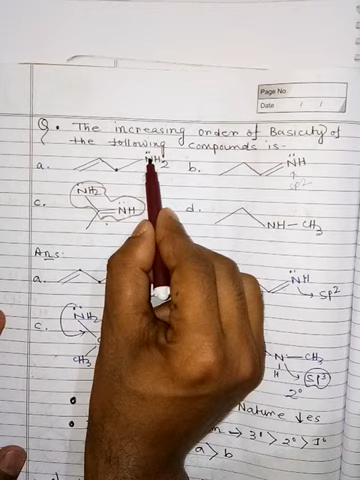 Page No.
Date / /
Q. The increasing order of Basicity of
the following compounds is-
a. NH2 b. NH
sp2
c. NH2 NH d. NH-CH3
Ans:
a. NH → sp2
c. NH2 N-CH3
H sp3
2°
Nature ↓es
→ 3° > 2° > 1°
a > b